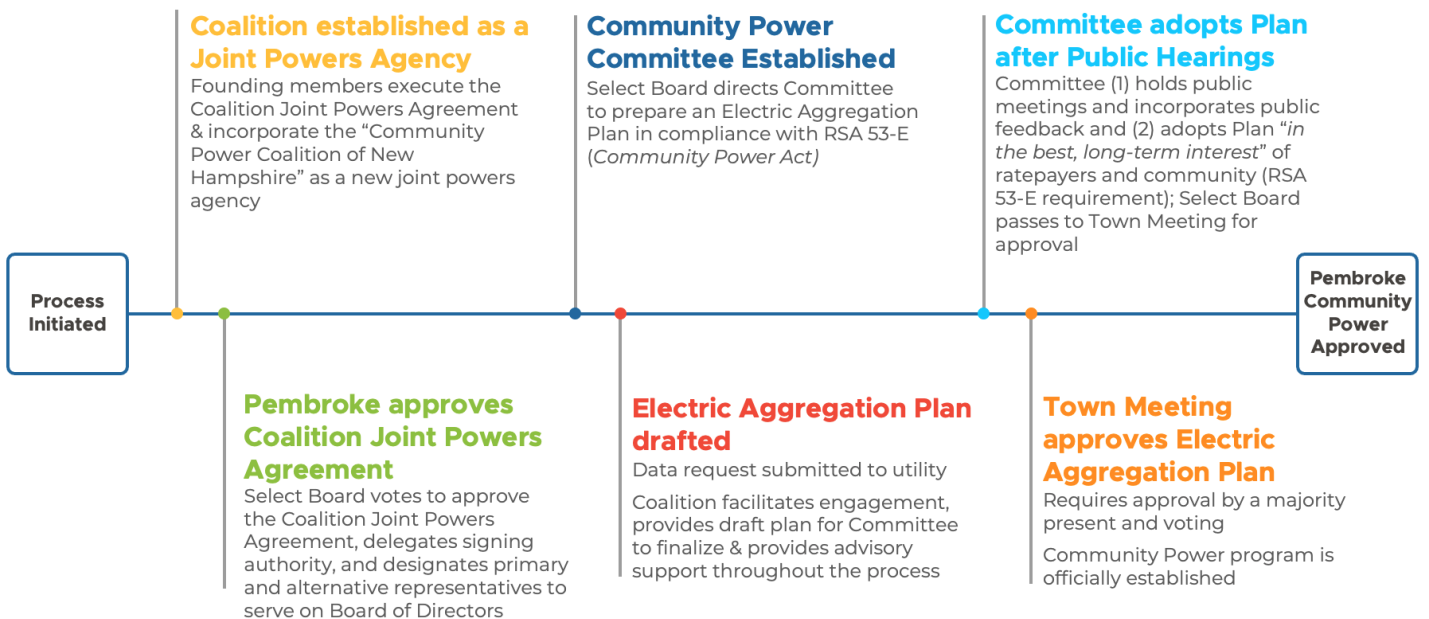 Process
Initiated
Coalition established as a
Joint Powers Agency
Founding members execute the
Coalition Joint Powers Agreement
& incorporate the “Community
Power Coalition of New
Hampshire” as a new joint powers
agency
Pembroke approves
Coalition Joint Powers
Agreement
Select Board votes to approve
the Coalition Joint Powers
Agreement, delegates signing
authority, and designates primary
and alternative representatives to
serve on Board of Directors
Community Power
Committee Established
Select Board directs Committee
to prepare an Electric Aggregation
Plan in compliance with RSA 53-E
(Community Power Act)
Electric Aggregation Plan
drafted
Data request submitted to utility
Coalition facilitates engagement,
provides draft plan for Committee
to finalize & provides advisory
support throughout the process
Committee adopts Plan
after Public Hearings
Committee (1) holds public
meetings and incorporates public
feedback and (2) adopts Plan “in
the best, long-term interest” of
ratepayers and community (RSA
53-E requirement); Select Board
passes to Town Meeting for
approval
Town Meeting
approves Electric
Aggregation Plan
Requires approval by a majority
present and voting
Community Power program is
officially established
Pembroke
Community
Power
Approved